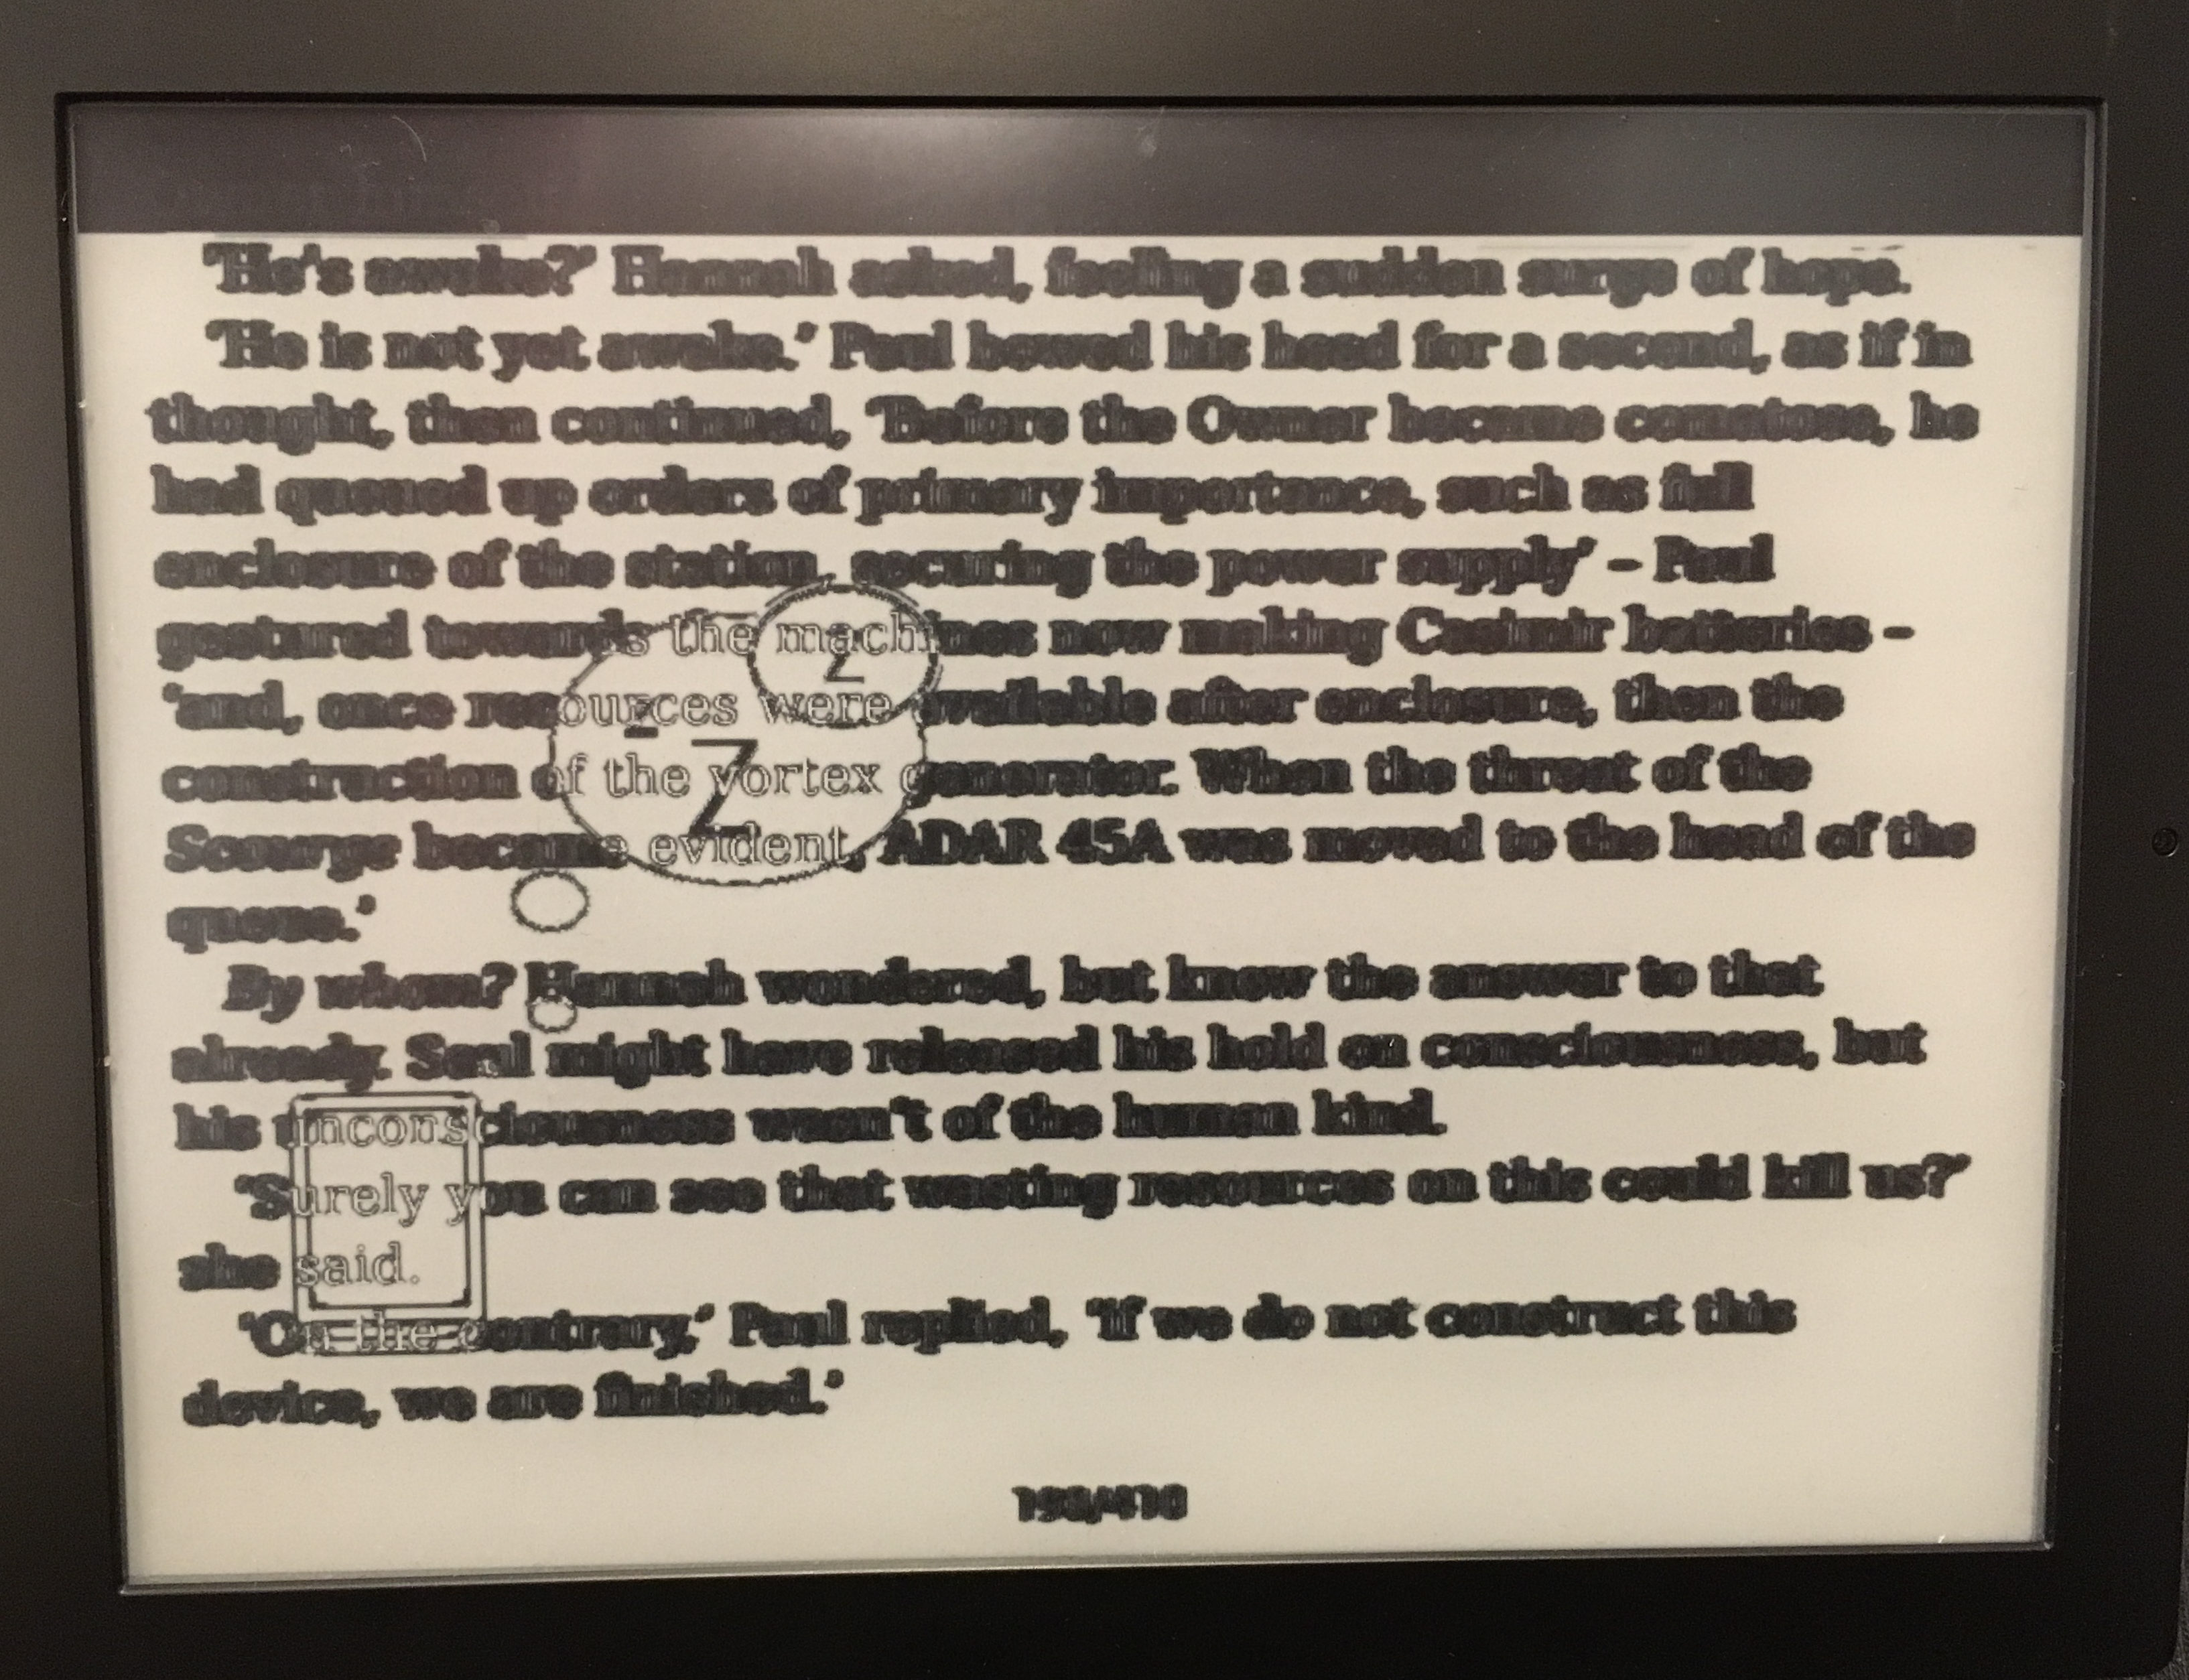 'He's awake?' Hannah asked, feeling a sudden surge of hope.
'He is not yet awake.' Paul bowed his head for a second, as if in
thought, then continued, 'Before the Owner became comatose, he
had queued up orders of primary importance, such as full
enclosure of the station, securing the power supply' – Paul
gestured towards the machines now making Casimir batteries –
'and, once resources were available after enclosure, then the
construction of the vortex generator. When the threat of the
Scourge became evident, ADAR 45A was moved to the head of the
queue.'
By whom? Hannah wondered, but knew the answer to that
already. Saul might have released his hold on consciousness, but
his unconsciousness wasn't of the human kind.
'Surely you can see that wasting resources on this could kill us?'
she said.
'On the contrary,' Paul replied, 'if we do not construct this
device, we are finished.'
z
z
Z